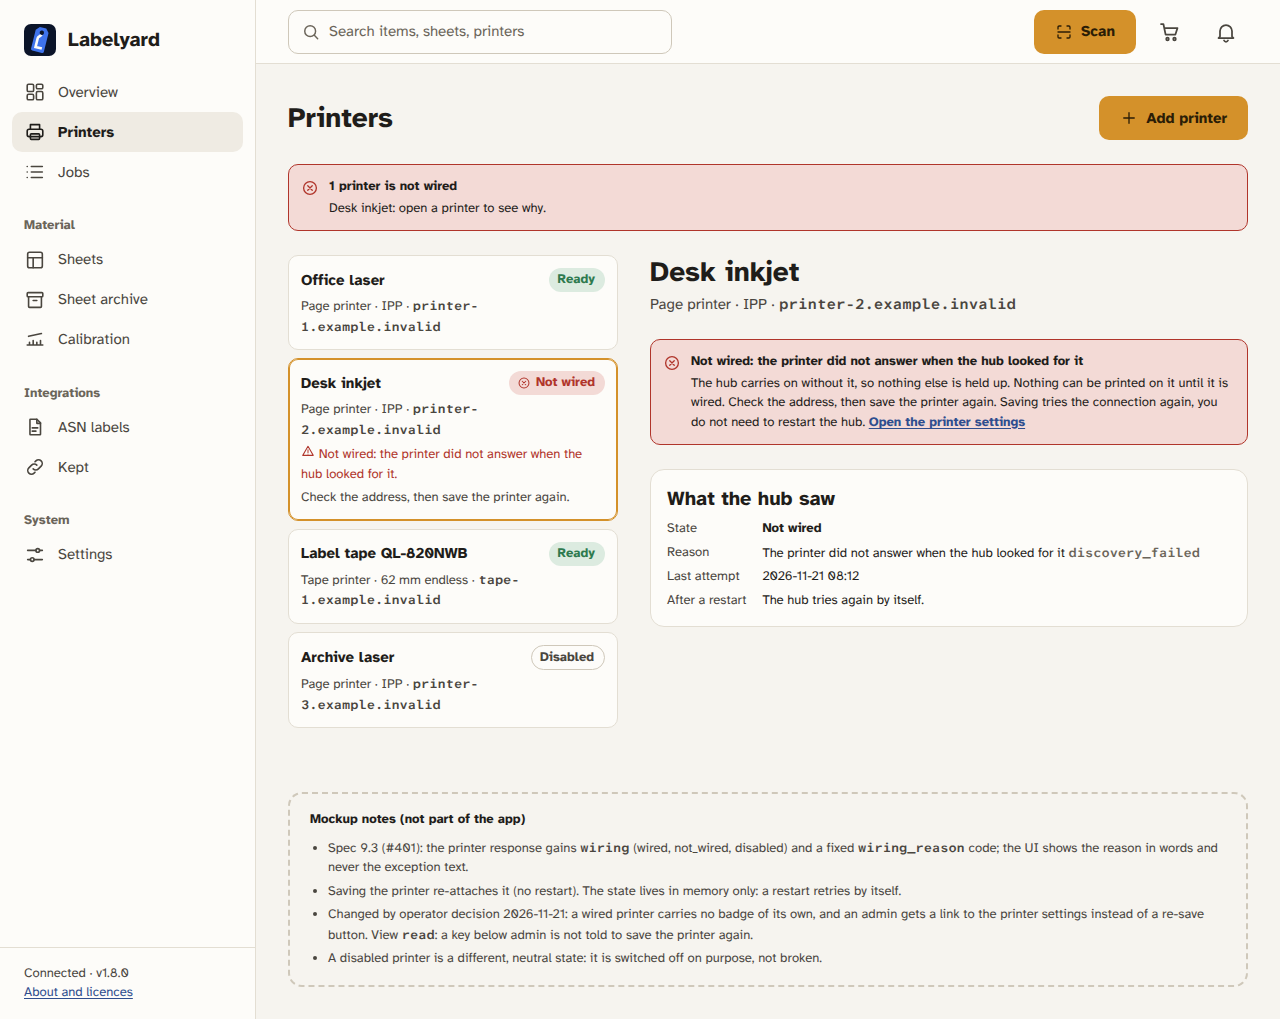 Labelyard
Search items, sheets, printers
Scan
Overview
Printers
Jobs
Material
Sheets
Sheet archive
Calibration
Integrations
ASN labels
Kept
System
Settings
Connected · v1.8.0
About and licences
Printers
Add printer
1 printer is not wired
Desk inkjet: open a printer to see why.
Office laser
Ready
Page printer · IPP · printer-
1.example.invalid
Desk inkjet
Not wired
Page printer · IPP · printer-
2.example.invalid
Not wired: the printer did not answer when the
hub looked for it.
Check the address, then save the printer again.
Label tape QL-820NWB
Ready
Tape printer · 62 mm endless · tape-
1.example.invalid
Archive laser
Disabled
Page printer · IPP · printer-
3.example.invalid
Desk inkjet
Page printer · IPP · printer-2.example.invalid
Not wired: the printer did not answer when the hub looked for it
The hub carries on without it, so nothing else is held up. Nothing can be printed on it until it is
wired. Check the address, then save the printer again. Saving tries the connection again, you
do not need to restart the hub. Open the printer settings
What the hub saw
State Not wired
Reason The printer did not answer when the hub looked for it discovery_failed
Last attempt 2026-11-21 08:12
After a restart The hub tries again by itself.
Mockup notes (not part of the app)
• Spec 9.3 (#401): the printer response gains wiring (wired, not_wired, disabled) and a fixed wiring_reason code; the UI shows the reason in words and
never the exception text.
• Saving the printer re-attaches it (no restart). The state lives in memory only: a restart retries by itself.
• Changed by operator decision 2026-11-21: a wired printer carries no badge of its own, and an admin gets a link to the printer settings instead of a re-save
button. View read: a key below admin is not told to save the printer again.
• A disabled printer is a different, neutral state: it is switched off on purpose, not broken.